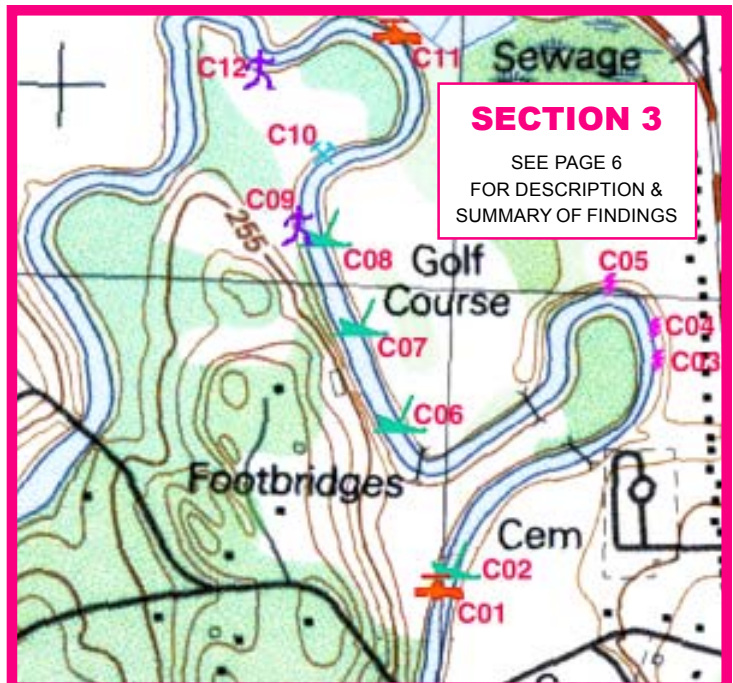 C11
Sewage
C12
SECTION 3
SEE PAGE 6
FOR DESCRIPTION &
SUMMARY OF FINDINGS
C10
C09
255
C08
Golf
Course
C05
C04
C07
C03
C06
Footbridges
Cem
C02
C01
16